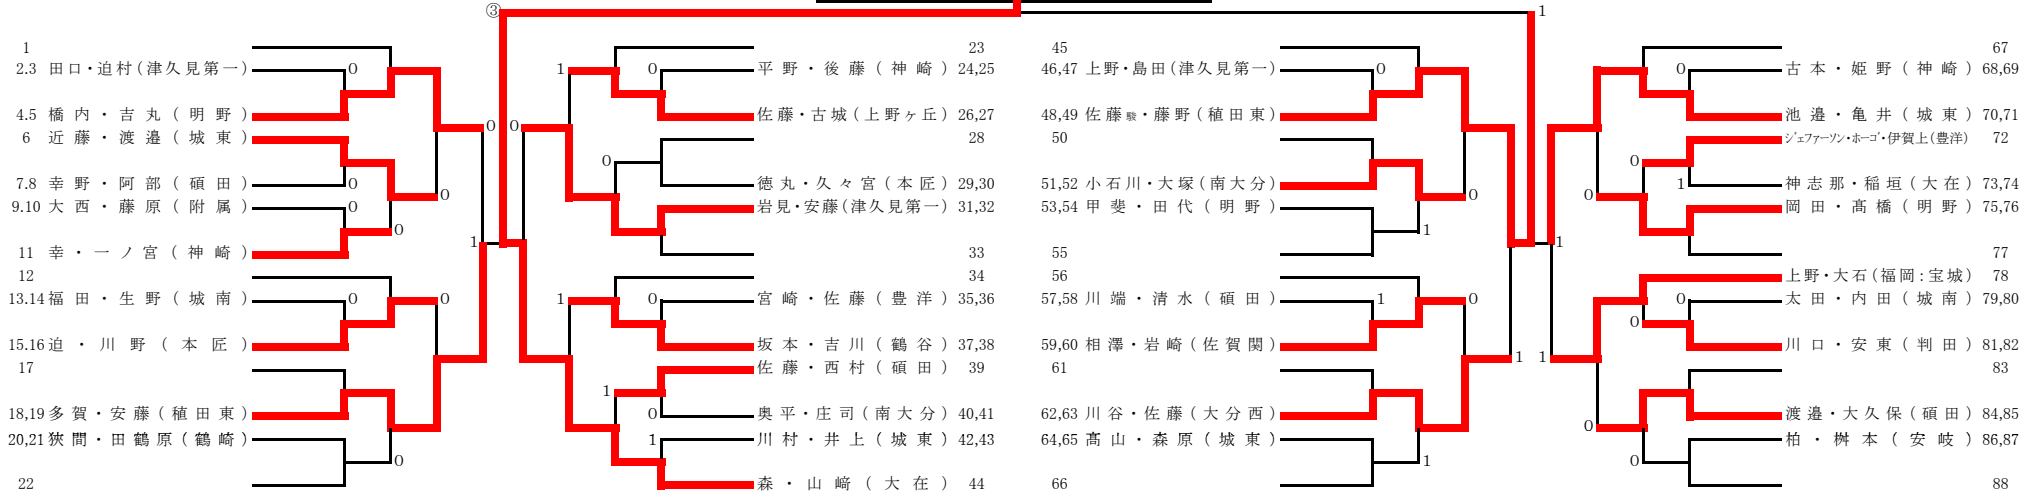 ③ 1
1 23 45 67
2.3 田口・迫村(津久見第一) 0 1 0 平野・後藤(神崎) 24,25 46,47 上野・島田(津久見第一) 0 0 古本・姫野(神崎) 68,69
4.5 橋内・吉丸(明野) 佐藤・古城(上野ヶ丘) 26,27 48,49 佐藤駿・藤野(稙田東) 池邉・亀井(城東) 70,71
0 0
6 近藤・渡邉(城東) 28 50 ジェファーソン・ホーゴ・伊賀上(豊洋) 72
0 0
7.8 幸野・阿部(碩田) 0 徳丸・久々宮(本匠) 29,30 51,52 小石川・大塚(南大分) 1 神志那・稲垣(大在) 73,74
0 0 0
9.10 大西・藤原(附属) 0 岩見・安藤(津久見第一) 31,32 53,54 甲斐・田代(明野) 岡田・髙橋(明野) 75,76
0 1
1 1
11 幸・一ノ宮(神崎) 33 55 77
12 34 56 上野・大石(福岡:宝城) 78
13.14 福田・生野(城南) 0 0 1 0 宮崎・佐藤(豊洋) 35,36 57,58 川端・清水(碩田) 1 0 0 太田・内田(城南) 79,80
0
15.16 迫・川野(本匠) 坂本・吉川(鶴谷) 37,38 59,60 相澤・岩崎(佐賀関) 川口・安東(判田) 81,82
1 1
17 佐藤・西村(碩田) 39 61 83
1
18,19 多賀・安藤(稙田東) 0 奥平・庄司(南大分) 40,41 62,63 川谷・佐藤(大分西) 渡邉・大久保(碩田) 84,85
0
20,21 狹間・田鶴原(鶴崎) 1 川村・井上(城東) 42,43 64,65 髙山・森原(城東) 柏・桝本(安岐) 86,87
0 1 0
22 森・山﨑(大在) 44 66 88